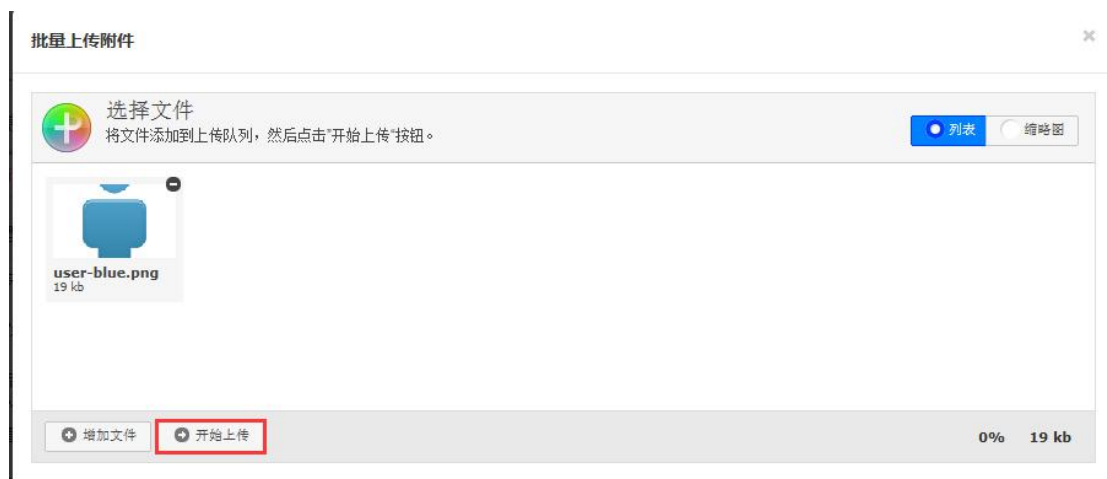 批量上传附件
选择文件
将文件添加到上传队列，然后点击"开始上传"按钮。
列表
缩略图
user-blue.png
19 kb
增加文件
开始上传
0%
19 kb